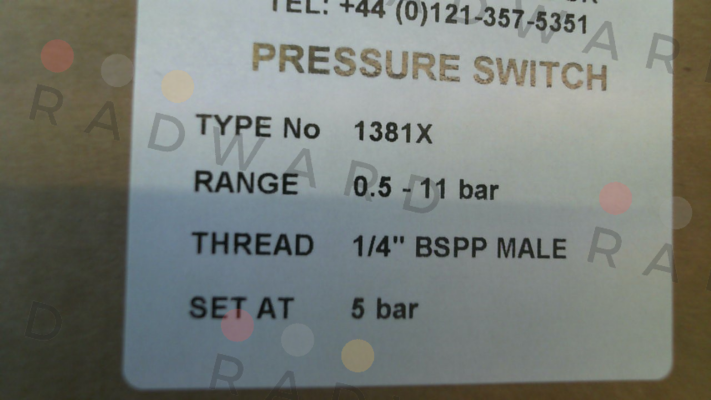 TEL: +44 (0)121-357-5351
PRESSURE SWITCH
TYPE No 1381X
RANGE 0.5 - 11 bar
THREAD 1/4" BSPP MALE
SET AT 5 bar
RADWARD